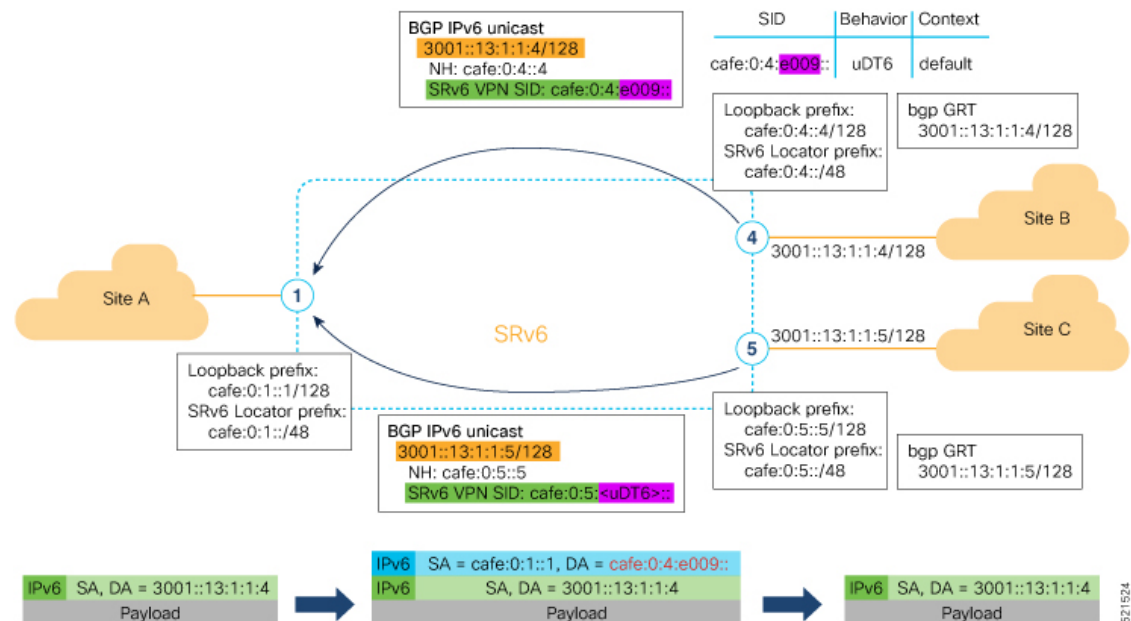 BGP IPv6 unicast
3001::13:1:1:4/128
NH: cafe:0:4::4
SRv6 VPN SID: cafe:0:4:e009::
SID Behavior Context
cafe:0:4:e009:: uDT6 default
Loopback prefix:
cafe:0:4::4/128
SRv6 Locator prefix:
cafe:0:4::/48
bgp GRT
3001::13:1:1:4/128
Site A
1
SRv6
4
3001::13:1:1:4/128
Site B
5
3001::13:1:1:5/128
Site C
Loopback prefix:
cafe:0:1::1/128
SRv6 Locator prefix:
cafe:0:1::/48
BGP IPv6 unicast
3001::13:1:1:5/128
NH: cafe:0:5::5
SRv6 VPN SID: cafe:0:5:<uDT6>::
Loopback prefix:
cafe:0:5::5/128
SRv6 Locator prefix:
cafe:0:5::/48
bgp GRT
3001::13:1:1:5/128
IPv6 SA, DA = 3001::13:1:1:4
Payload
IPv6 SA = cafe:0:1::1, DA = cafe:0:4:e009::
IPv6 SA, DA = 3001::13:1:1:4
Payload
IPv6 SA, DA = 3001::13:1:1:4
Payload
521524